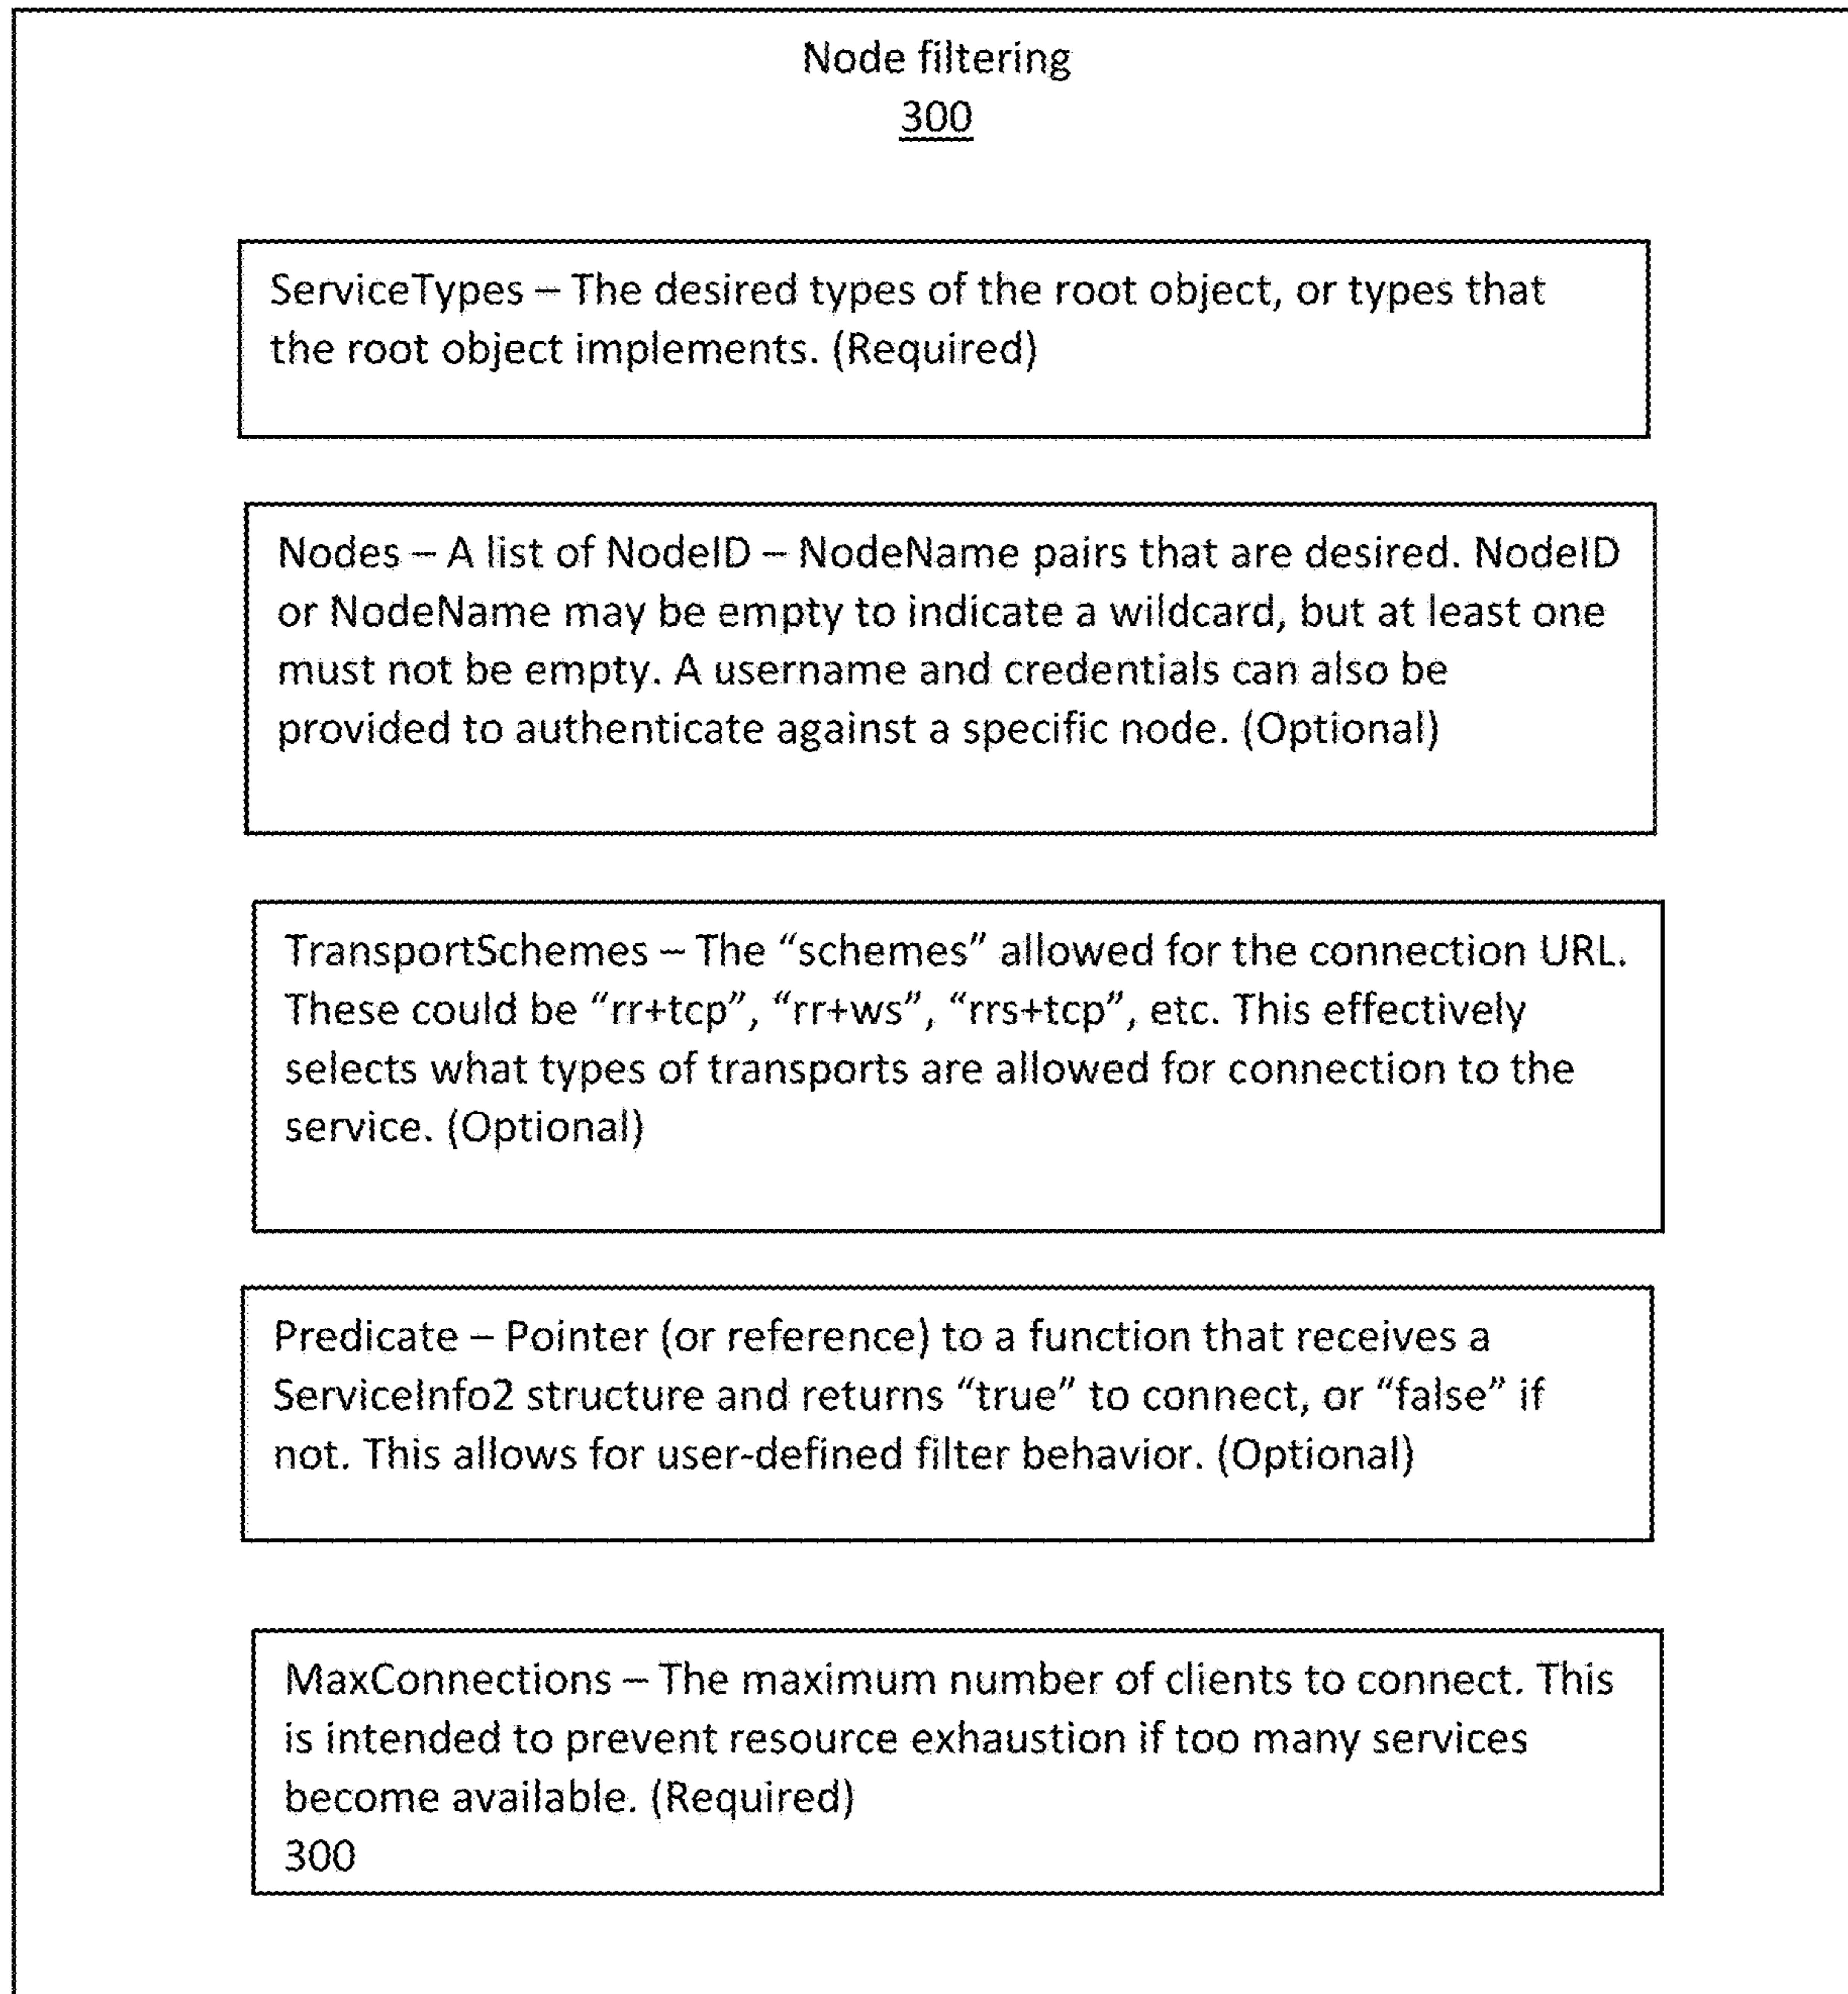 Node filtering
300
ServiceTypes – The desired types of the root object, or types that
the root object implements. (Required)
Nodes – A list of NodeID – NodeName pairs that are desired. NodeID
or NodeName may be empty to indicate a wildcard, but at least one
must not be empty. A username and credentials can also be
provided to authenticate against a specific node. (Optional)
TransportSchemes – The “schemes” allowed for the connection URL.
These could be “rr+tcp”, “rr+ws”, “rrs+tcp”, etc. This effectively
selects what types of transports are allowed for connection to the
service. (Optional)
Predicate – Pointer (or reference) to a function that receives a
ServiceInfo2 structure and returns “true” to connect, or “false” if
not. This allows for user-defined filter behavior. (Optional)
MaxConnections – The maximum number of clients to connect. This
is intended to prevent resource exhaustion if too many services
become available. (Required)
300